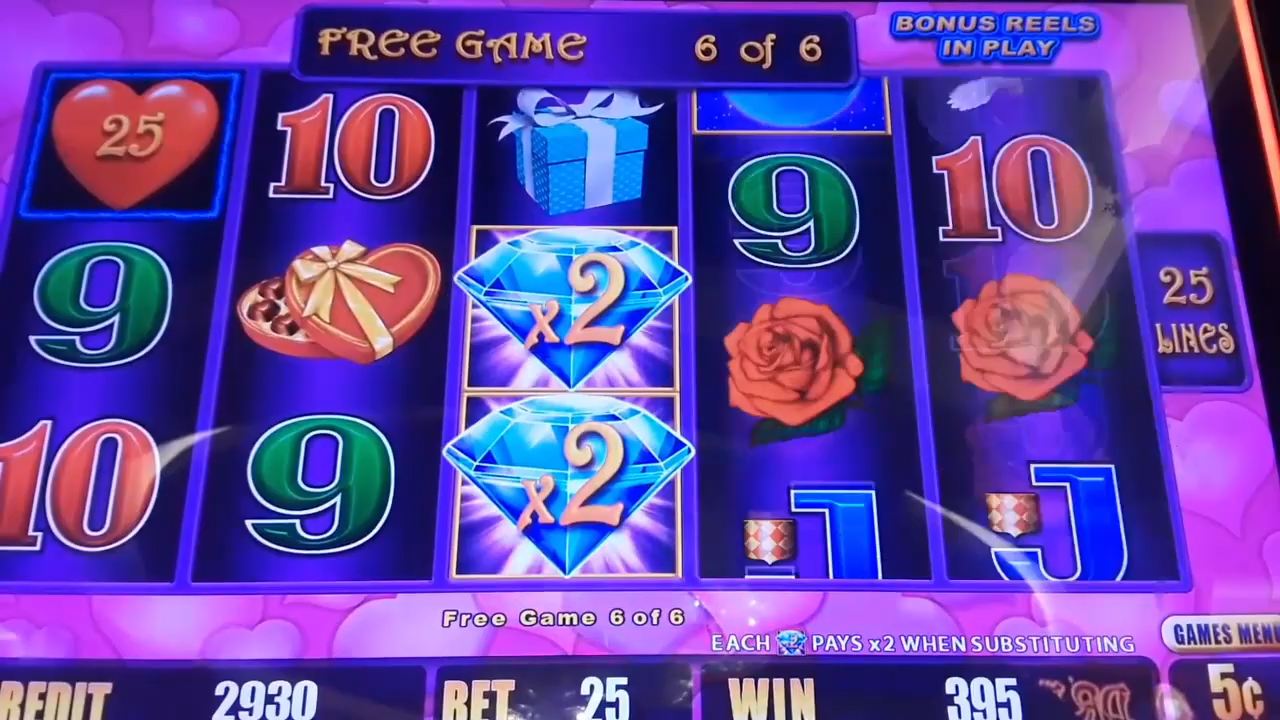 FREE GAME 6 of 6
BONUS REELS
IN PLAY
25
10
9
10
9
x2
25
LINES
10
9
x2
J
J
Free Game 6 of 6
EACH PAYS x2 WHEN SUBSTITUTING
GAMES MEN
REDIT 2930 BET 25 WIN 395 5¢